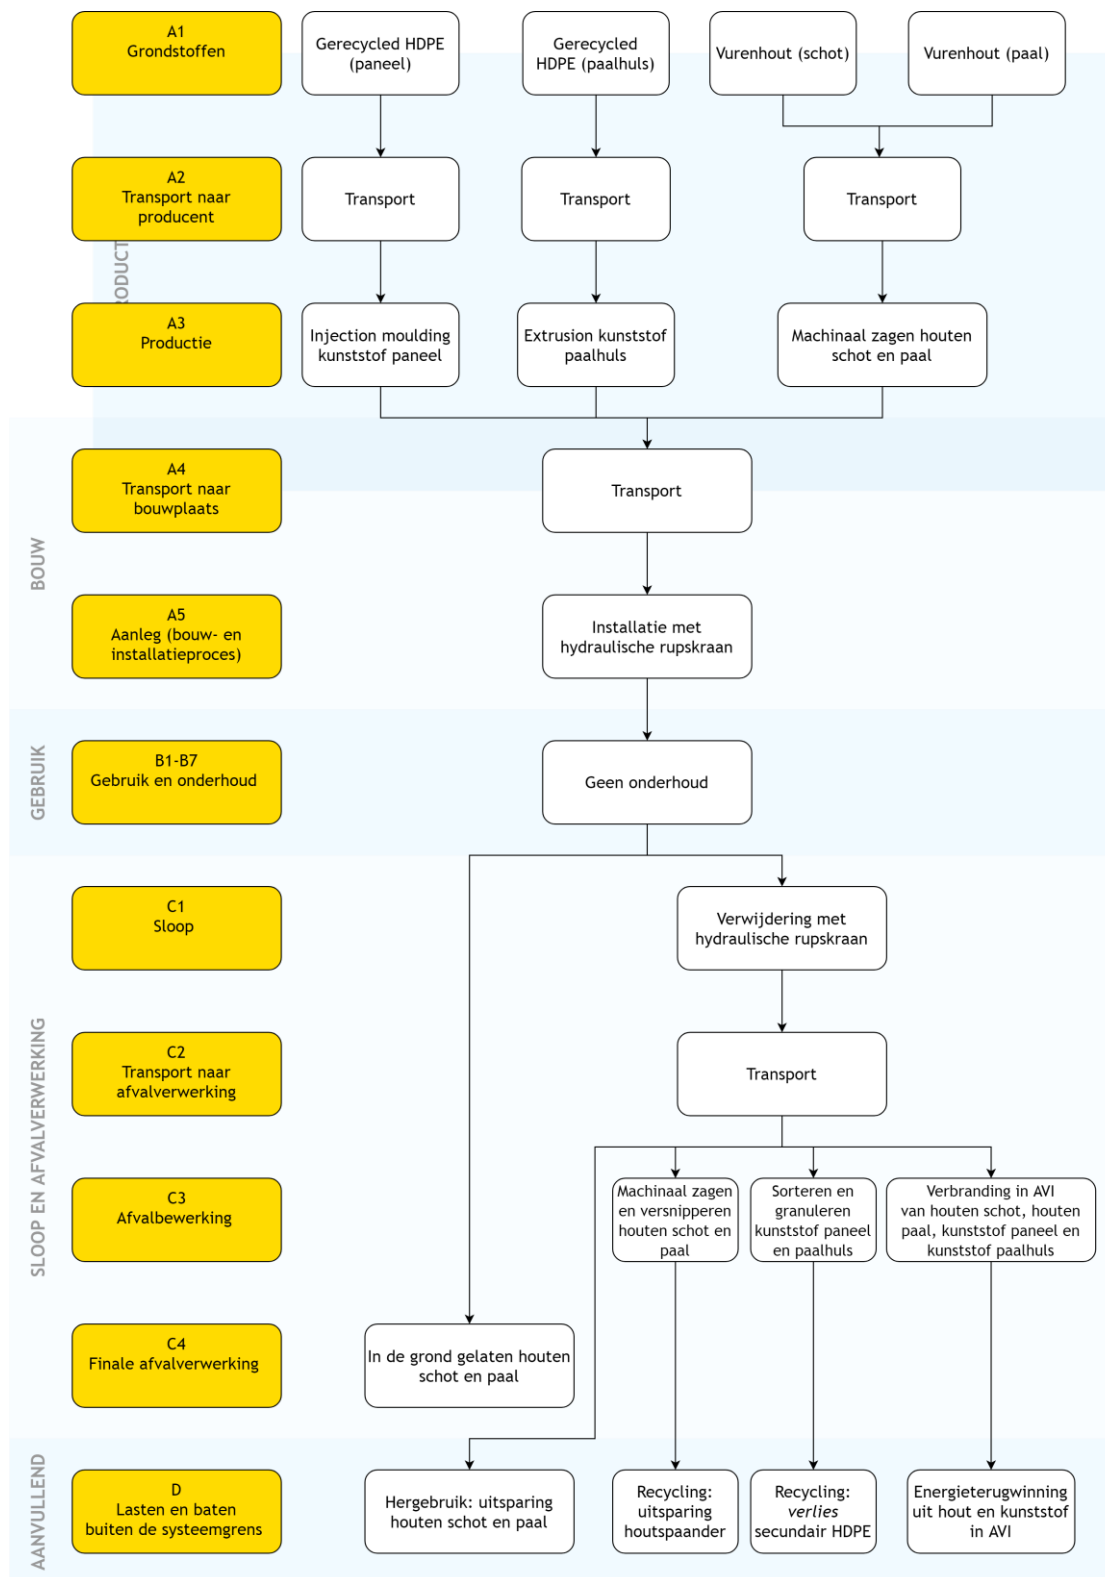 A1
Grondstoffen
Gerecycled HDPE
(paneel)
Gerecycled
HDPE (paalhuls)
Vurenhout (schot)
Vurenhout (paal)
A2
Transport naar
producent
Transport
Transport
Transport
ODUCT
A3
Productie
Injection moulding
kunststof paneel
Extrusion kunststof
paalhuls
Machinaal zagen houten
schot en paal
BOUW
A4
Transport naar
bouwplaats
Transport
A5
Aanleg (bouw- en
installatieproces)
Installatie met
hydraulische rupskraan
GEBRUIK
B1-B7
Gebruik en onderhoud
Geen onderhoud
SLOOP EN AFVALVERWERKING
C1
Sloop
Verwijdering met
hydraulische rupskraan
C2
Transport naar
afvalverwerking
Transport
C3
Afvalbewerking
Machinaal zagen
en versnipperen
houten schot en
paal
Sorteren en
granuleren
kunststof paneel
en paalhuls
Verbranding in AVI
van houten schot, houten
paal, kunststof paneel en
kunststof paalhuls
C4
Finale afvalverwerking
In de grond gelaten houten
schot en paal
AANVULLEND
D
Lasten en baten
buiten de systeemgrens
Hergebruik: uitsparing
houten schot en paal
Recycling:
uitsparing
houtspaander
Recycling:
verlies
secundair HDPE
Energieterugwinning
uit hout en kunststof
in AVI